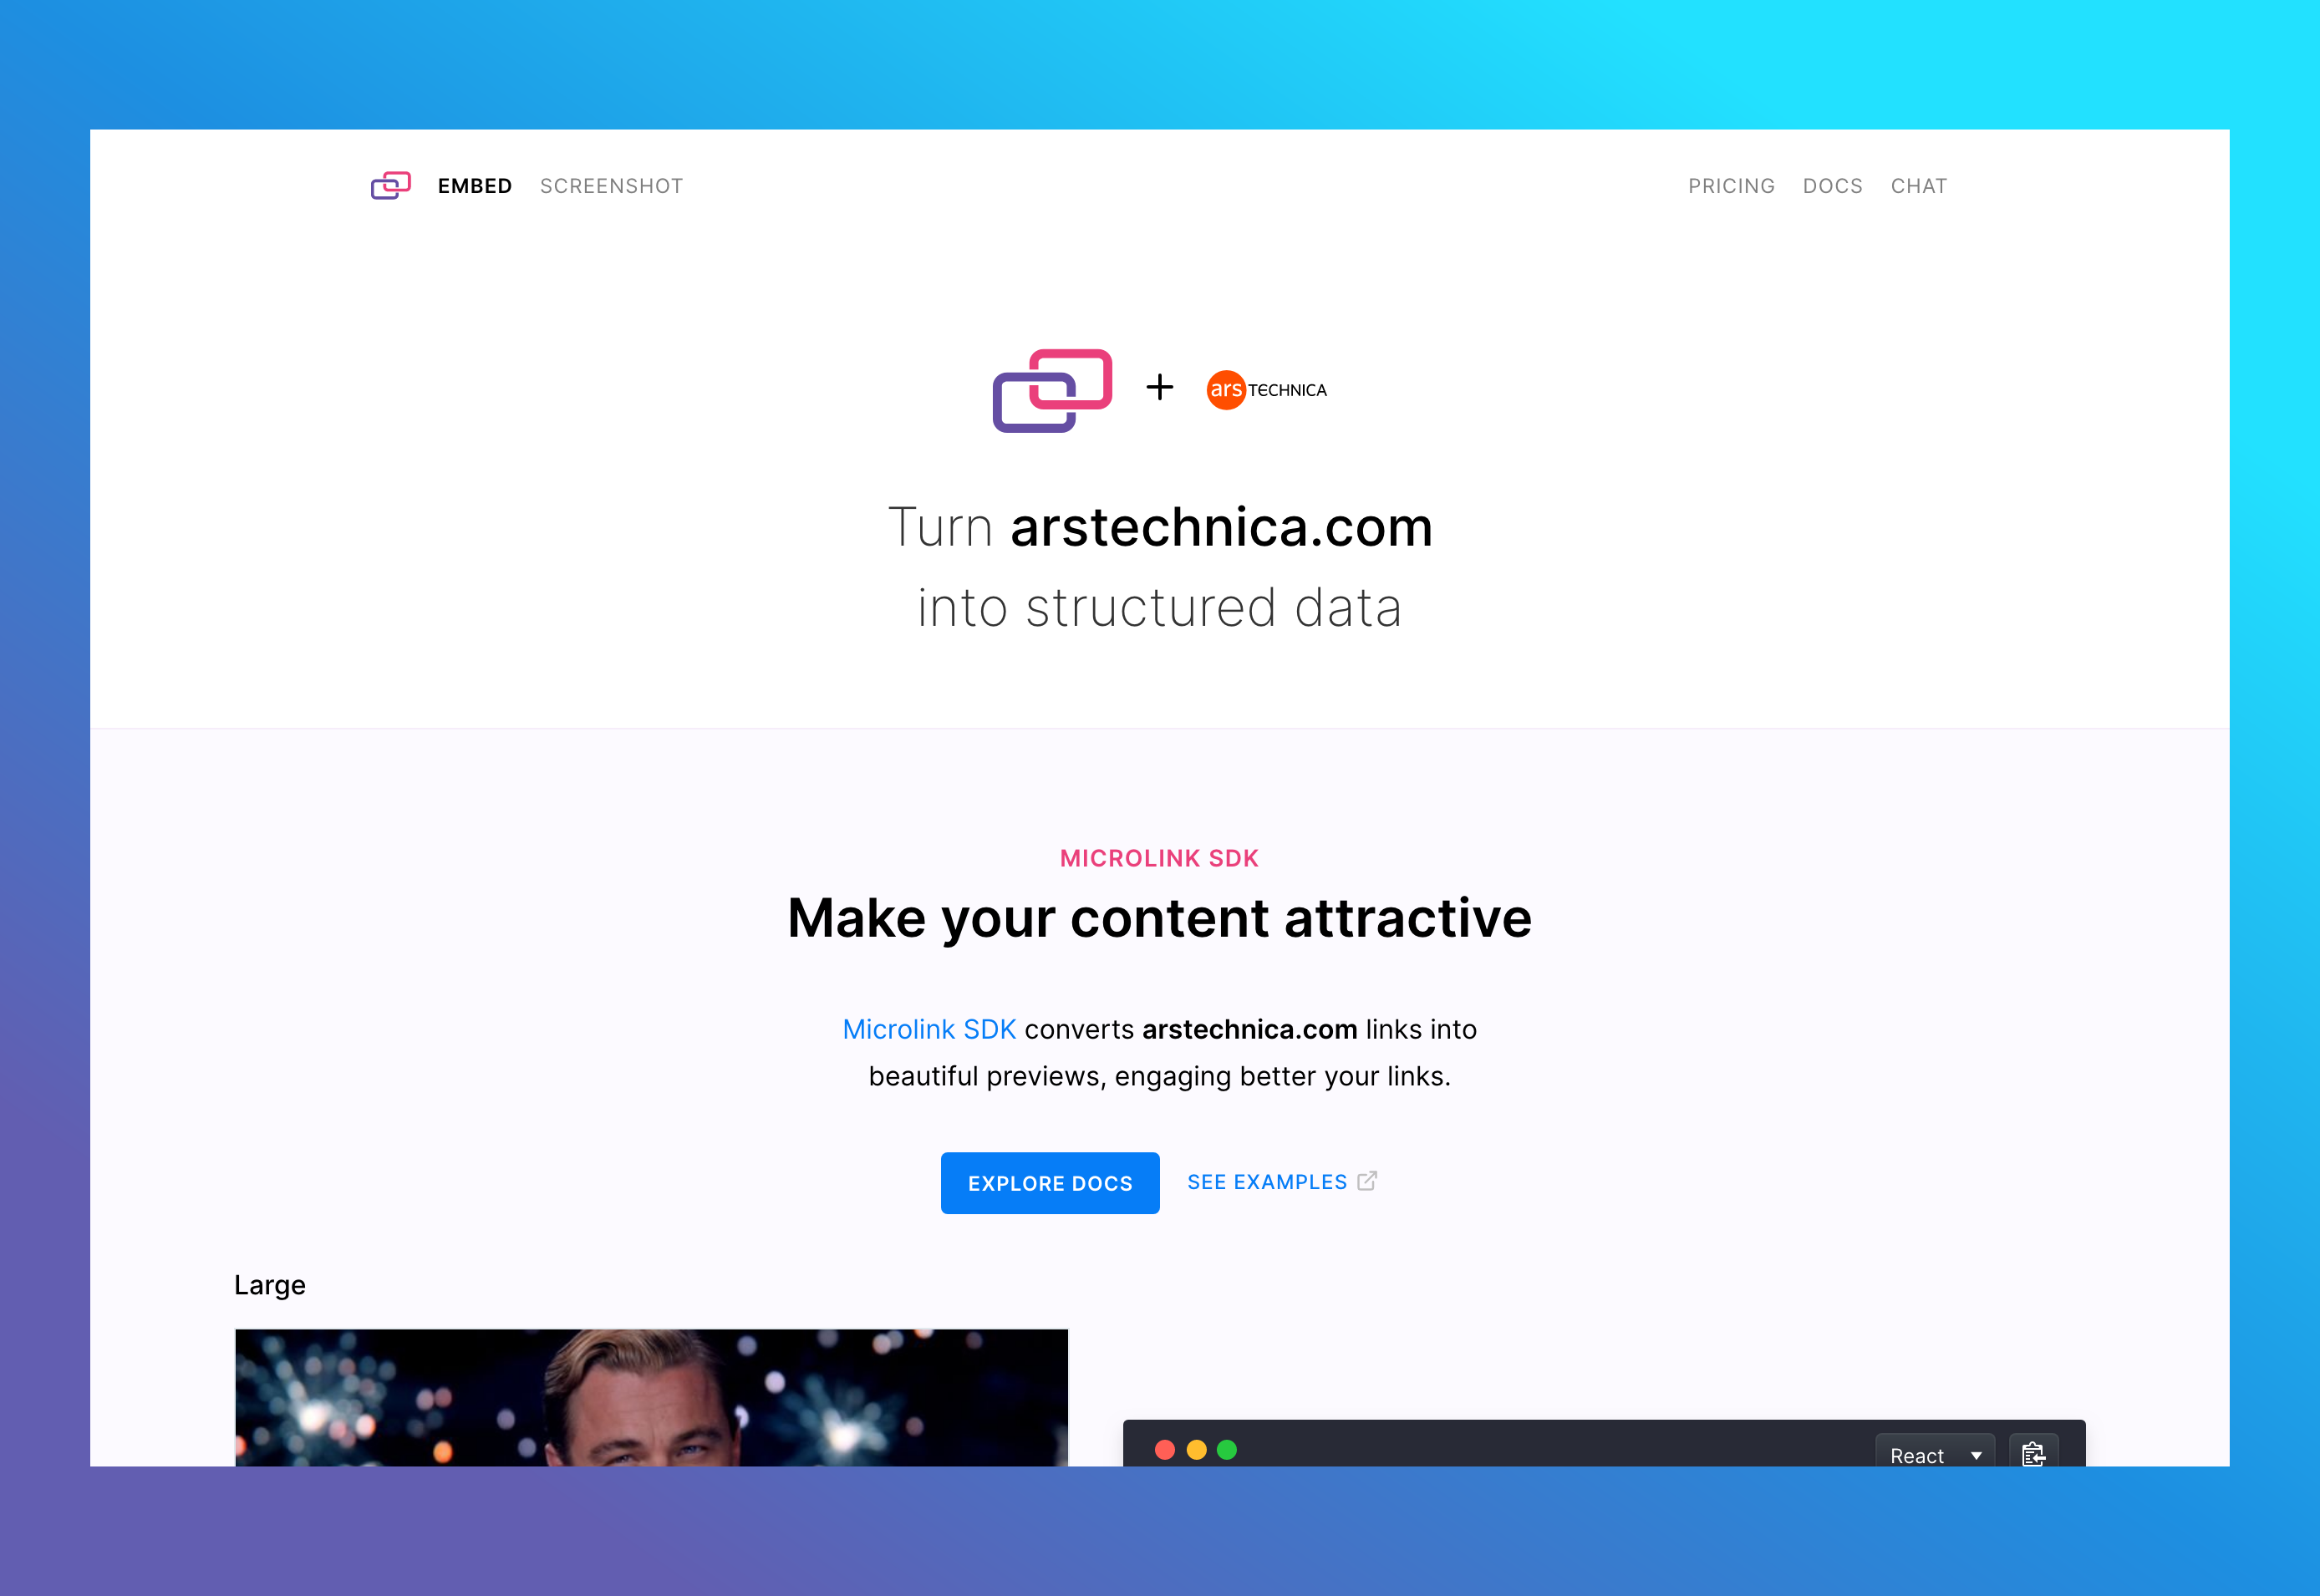 EMBED SCREENSHOT PRICING DOCS CHAT
+ ars TECHNICA
Turn arstechnica.com
into structured data
MICROLINK SDK
Make your content attractive
Microlink SDK converts arstechnica.com links into
beautiful previews, engaging better your links.
EXPLORE DOCS SEE EXAMPLES
Large
React